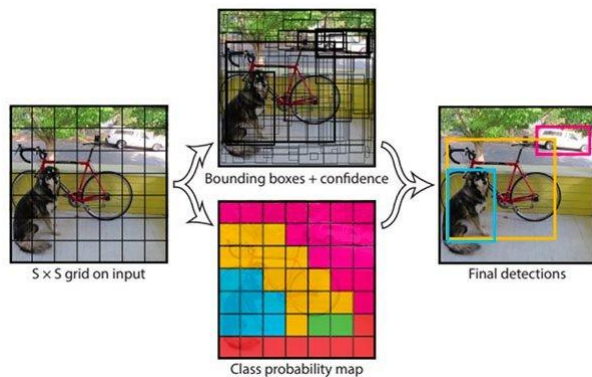 Bounding boxes + confidence
S × S grid on input
Final detections
Class probability map